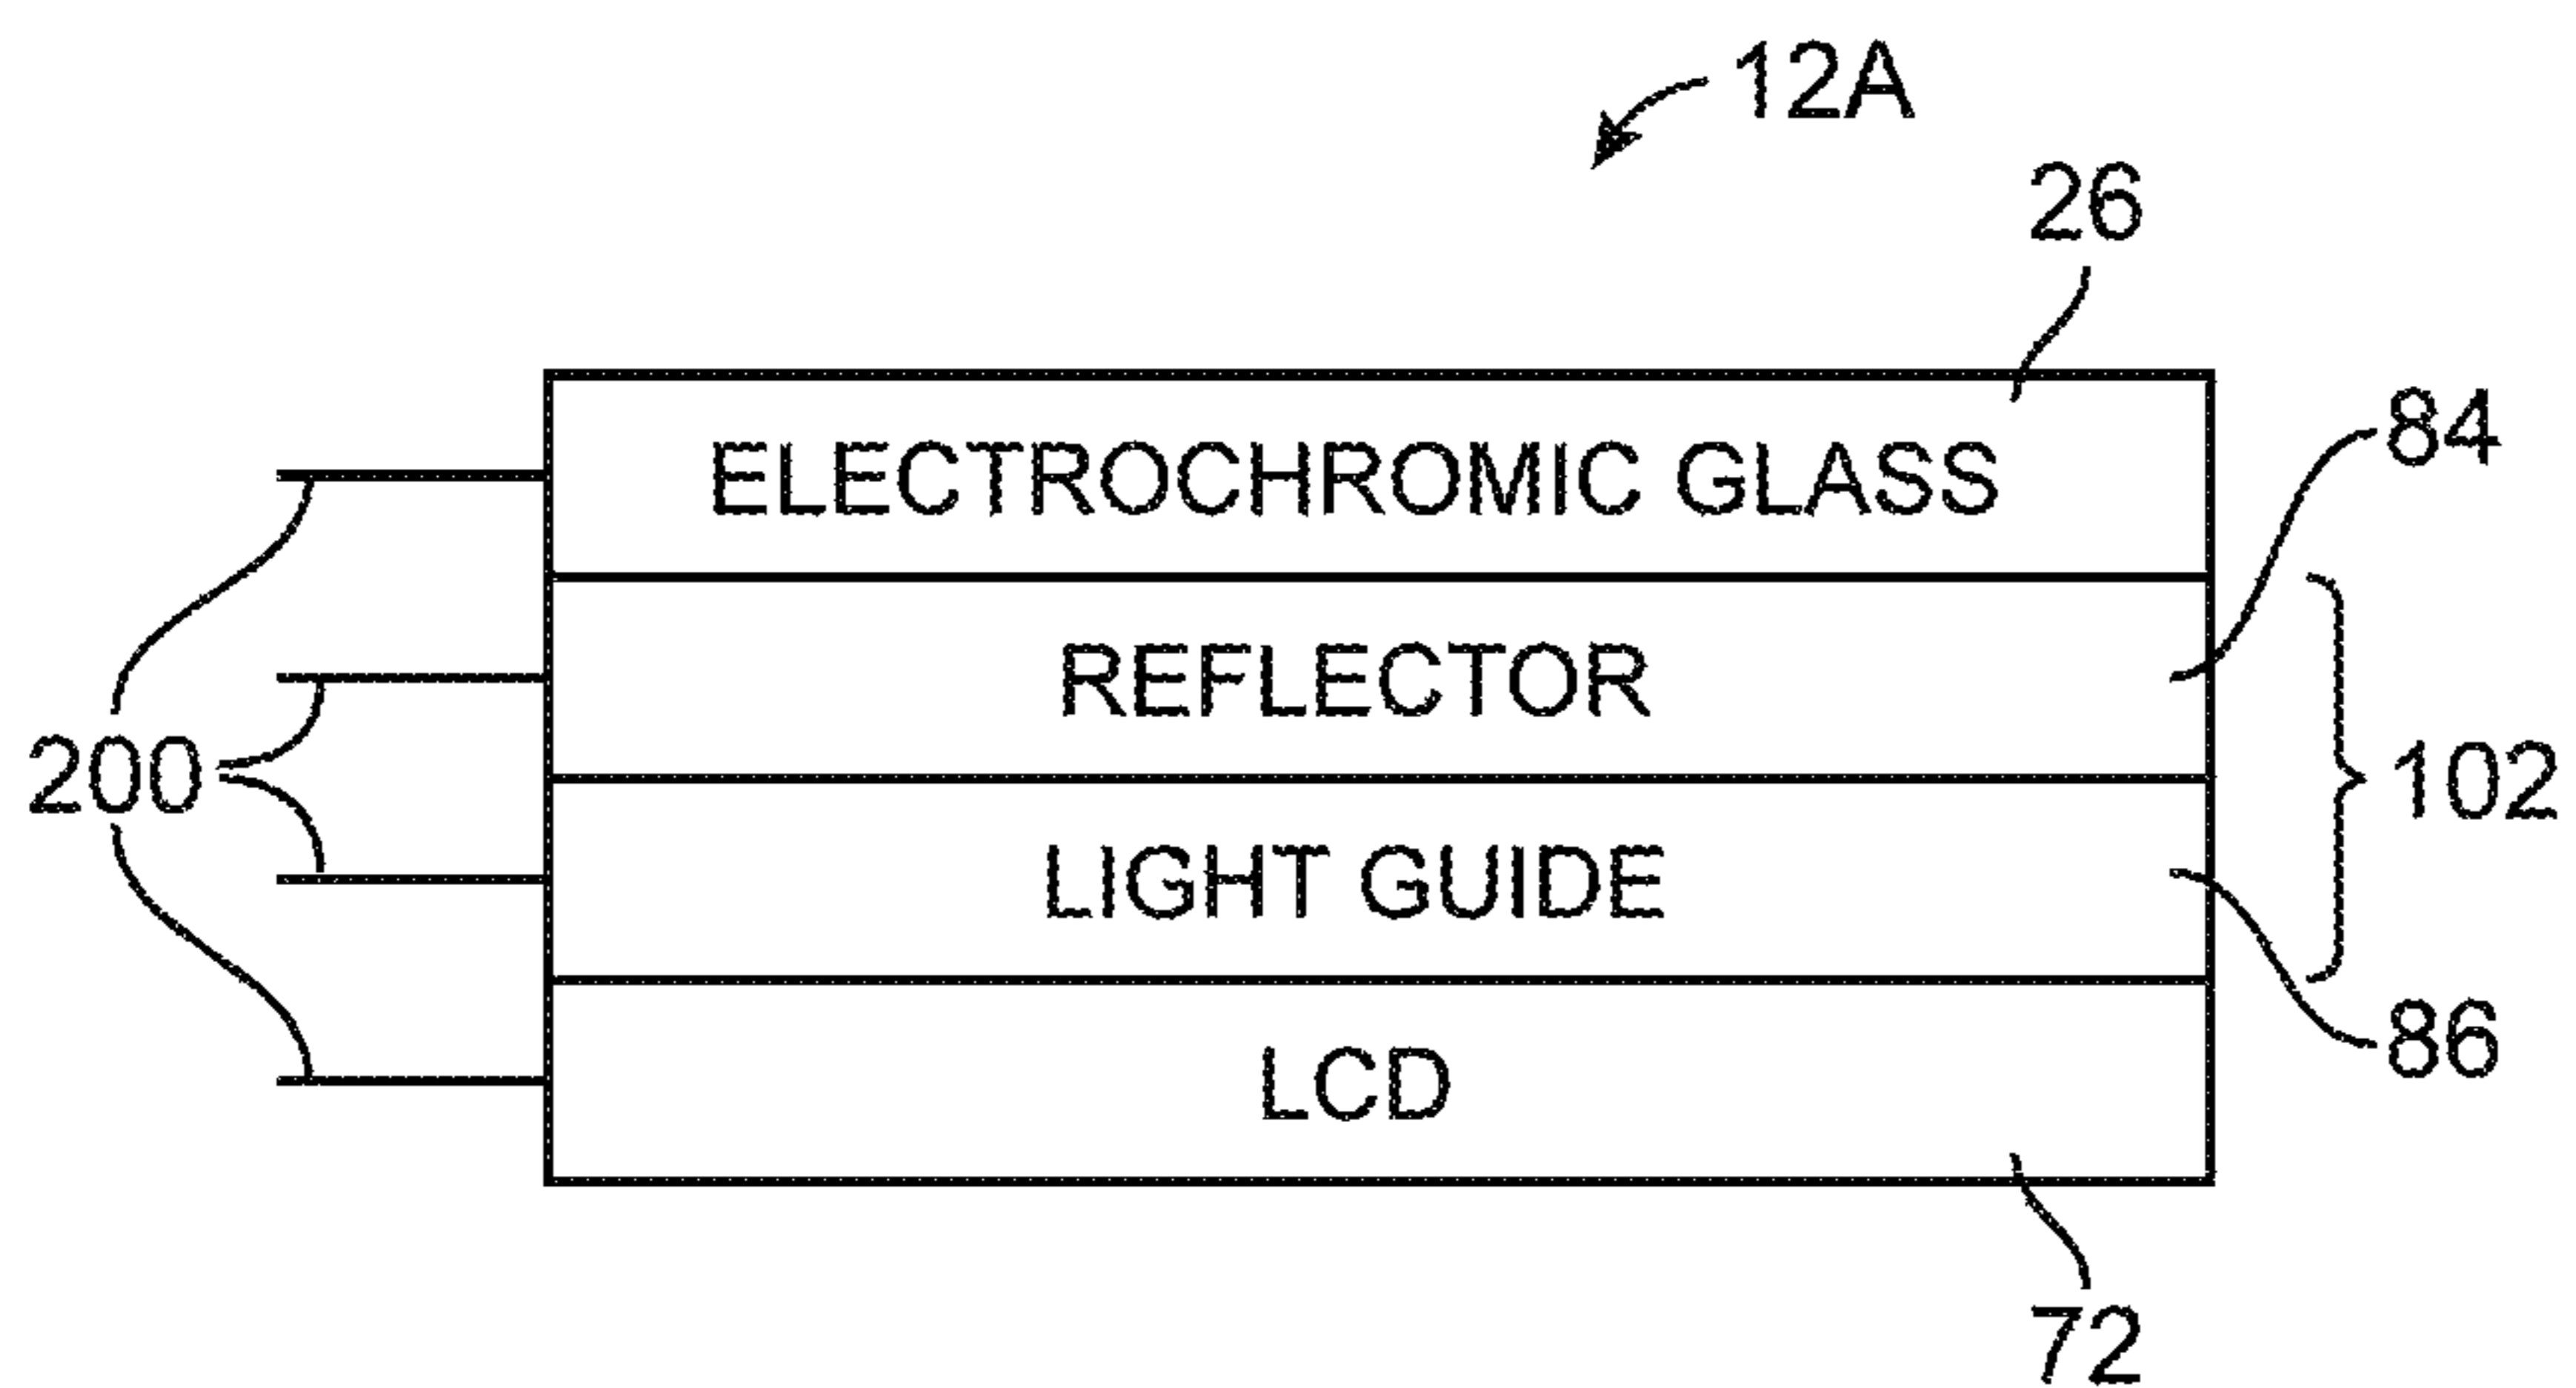 12A
26
ELECTROCHROMIC GLASS
84
REFLECTOR
200
102
LIGHT GUIDE
86
LCD
72